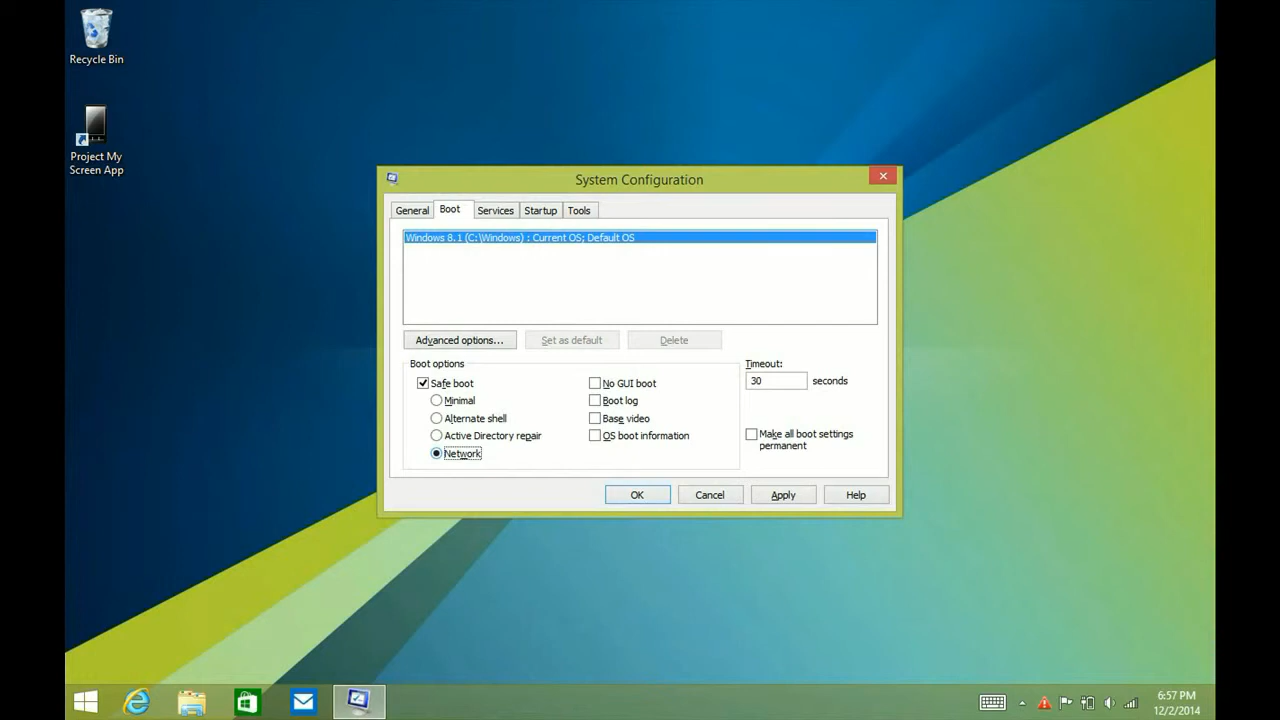 Recycle Bin
Project My
Screen App
System Configuration
General
Boot
Services
Startup
Tools
Windows 8.1 (C:\Windows) : Current OS; Default OS
Advanced options...
Set as default
Delete
Boot options
Timeout:
Safe boot
No GUI boot
30
seconds
Minimal
Boot log
Alternate shell
Base video
Active Directory repair
OS boot information
Make all boot settings
permanent
Network
OK
Cancel
Apply
Help
6:57 PM
12/2/2014